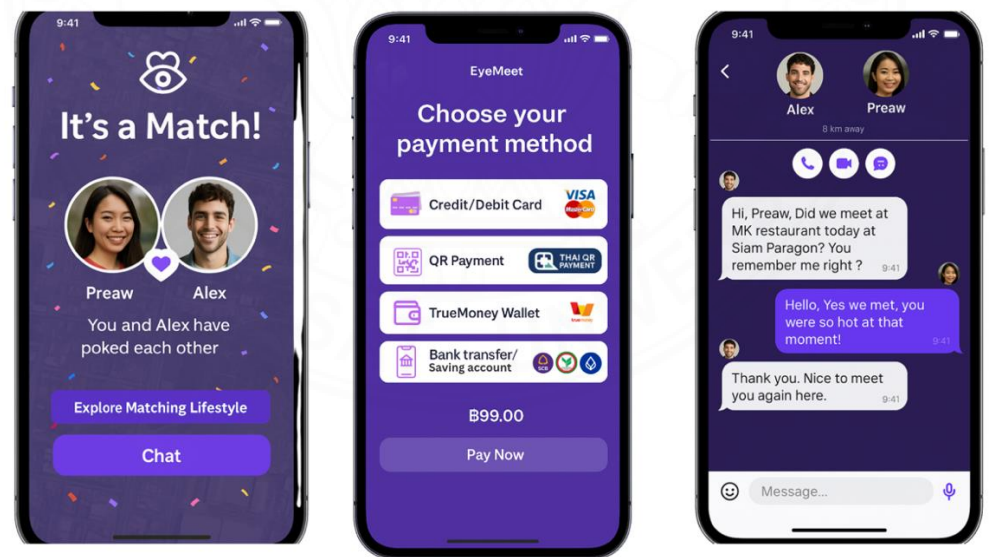 9:41
It's a Match!
Preaw
Alex
You and Alex have
poked each other
Explore Matching Lifestyle
Chat
9:41
EyeMeet
Choose your
payment method
Credit/Debit Card
VISA
MasterCard
QR Payment
THAI QR
PAYMENT
TrueMoney Wallet
truemoney
Bank transfer/
Saving account
SCB
฿99.00
Pay Now
9:41
Alex
Preaw
8 km away
Hi, Preaw, Did we meet at
MK restaurant today at
Siam Paragon? You
remember me right ?
9:41
Hello, Yes we met, you
were so hot at that
moment!
9:41
Thank you. Nice to meet
you again here.
9:41
Message...